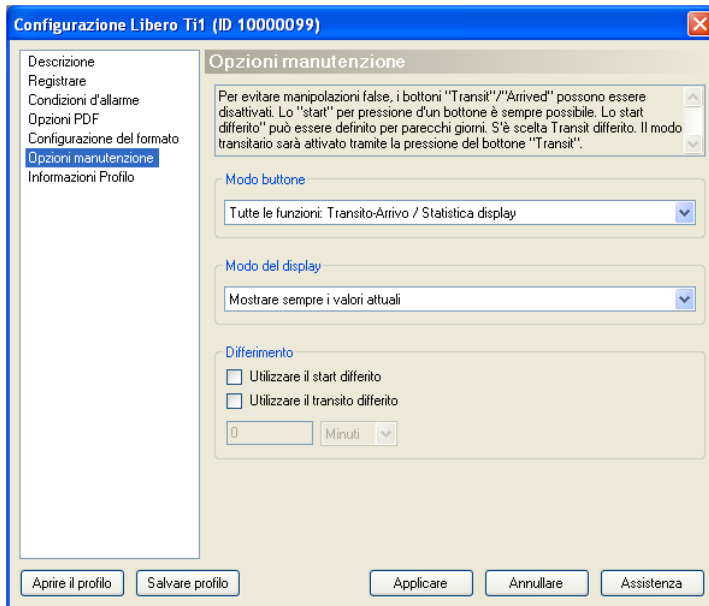 Configurazione Libero Ti1 (ID 10000099)
Descrizione
Registrare
Condizioni d'allarme
Opzioni PDF
Configurazione del formato
Opzioni manutenzione
Informazioni Profilo
Opzioni manutenzione
Per evitare manipolazioni false, i bottoni "Transit"/"Arrived" possono essere
disattivati. Lo "start" per pressione d'un bottone è sempre possibile. Lo start
differito" può essere definito per parecchi giorni. S'è scelta Transit differito. Il modo
transitario sarà attivato tramite la pressione del bottone "Transit".
Modo buttone
Tutte le funzioni: Transito-Arrivo / Statistica display
Modo del display
Mostrare sempre i valori attuali
Differimento
Utilizzare il start differito
Utilizzare il transito differito
0 Minuti
Aprire il profilo Salvare profilo Applicare Annullare Assistenza